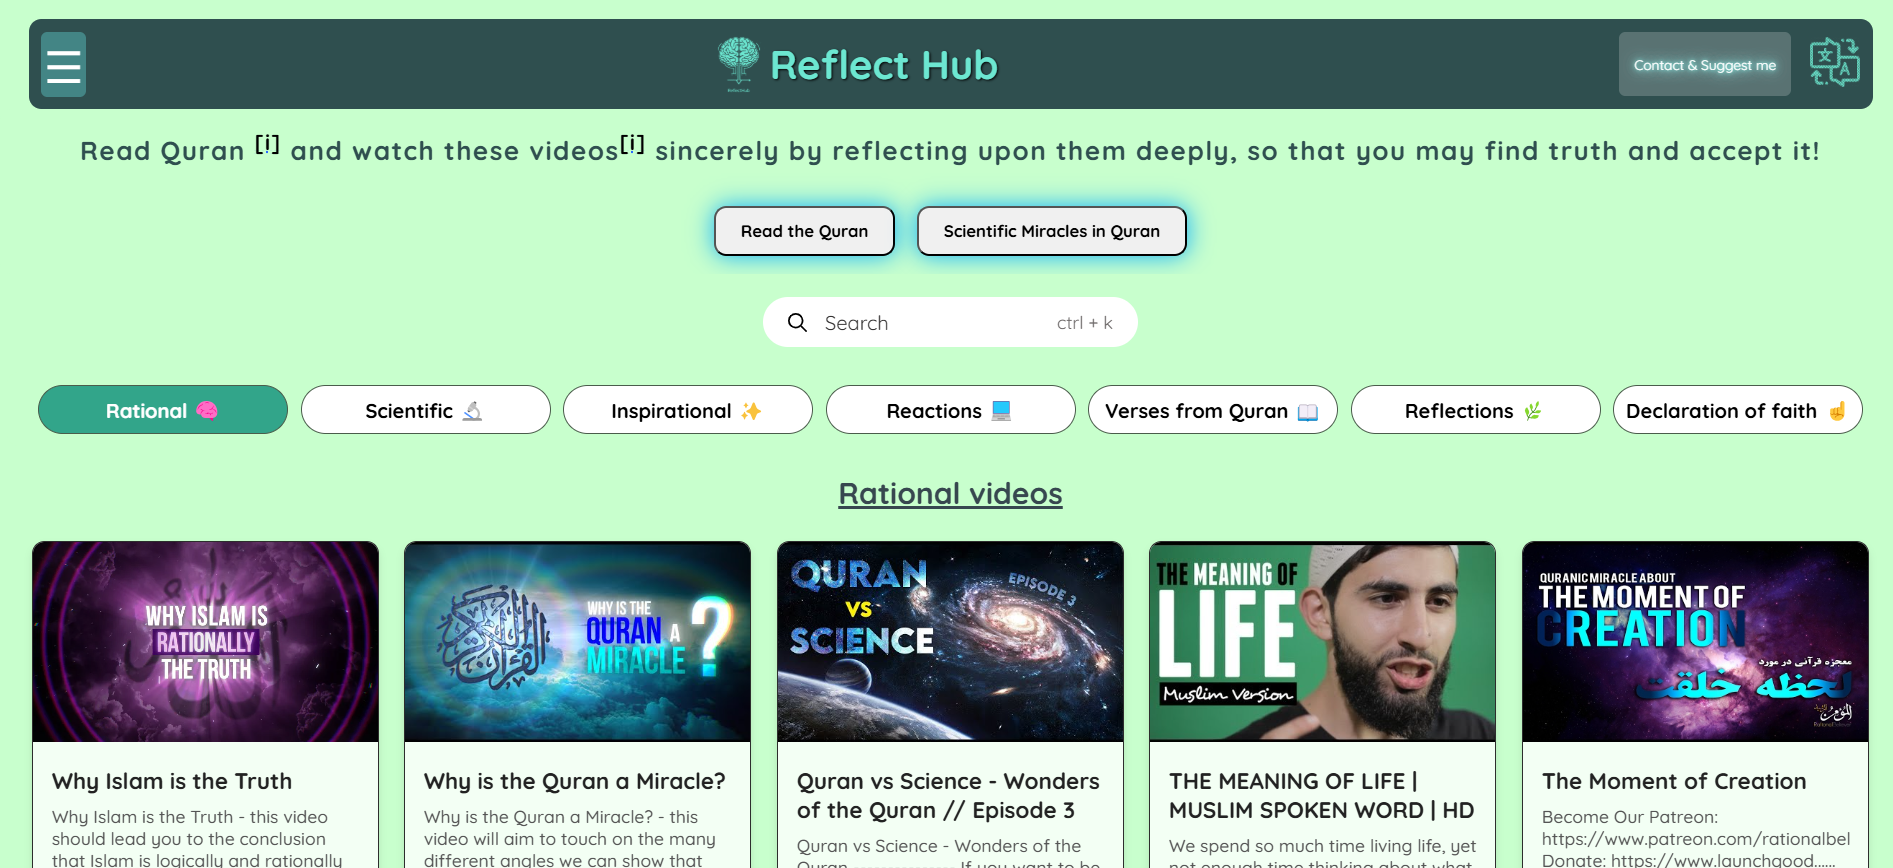 Reflect Hub
Contact & Suggest me
Read Quran [i] and watch these videos[i] sincerely by reflecting upon them deeply, so that you may find truth and accept it!
Read the Quran
Scientific Miracles in Quran
Search
ctrl + k
Rational 🧠
Scientific 🔬
Inspirational ✨
Reactions 💻
Verses from Quran 📖
Reflections 🌿
Declaration of faith ☝
Rational videos
WHY ISLAM IS
RATIONALLY
THE TRUTH
WHY IS THE
QURAN A
MIRACLE ?
QURAN
VS
SCIENCE
EPISODE 3
THE MEANING OF
LIFE
Muslim Version
QURANIC MIRACLE ABOUT
THE MOMENT OF
CREATION
معجزه قرآنی در مورد
لحظه خلقت
Why Islam is the Truth
Why Islam is the Truth - this video
should lead you to the conclusion
that Islam is logically and rationally
Why is the Quran a Miracle?
Why is the Quran a Miracle? - this
video will aim to touch on the many
different angles we can show that
Quran vs Science - Wonders
of the Quran // Episode 3
Quran vs Science - Wonders of the
Quran ---------------- If you want to be
THE MEANING OF LIFE |
MUSLIM SPOKEN WORD | HD
We spend so much time living life, yet
not enough time thinking about what
The Moment of Creation
Become Our Patreon:
https://www.patreon.com/rationalbel
Donate: https://www.launchgood......